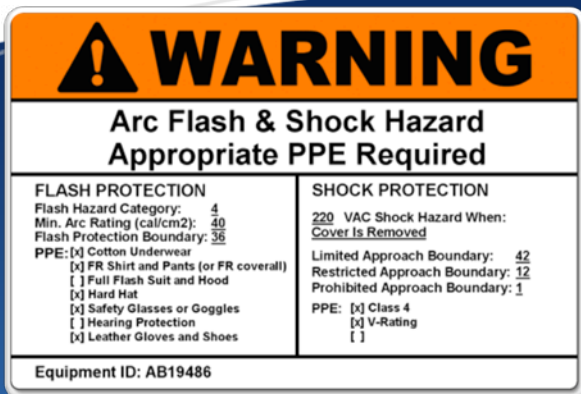 WARNING
Arc Flash & Shock Hazard
Appropriate PPE Required
FLASH PROTECTION
Flash Hazard Category: 4
Min. Arc Rating (cal/cm2): 40
Flash Protection Boundary: 36
PPE: [x] Cotton Underwear
[x] FR Shirt and Pants (or FR coverall)
[ ] Full Flash Suit and Hood
[x] Hard Hat
[x] Safety Glasses or Goggles
[ ] Hearing Protection
[x] Leather Gloves and Shoes
SHOCK PROTECTION
220 VAC Shock Hazard When:
Cover Is Removed
Limited Approach Boundary: 42
Restricted Approach Boundary: 12
Prohibited Approach Boundary: 1
PPE: [x] Class 4
[x] V-Rating
[ ]
Equipment ID: AB19486